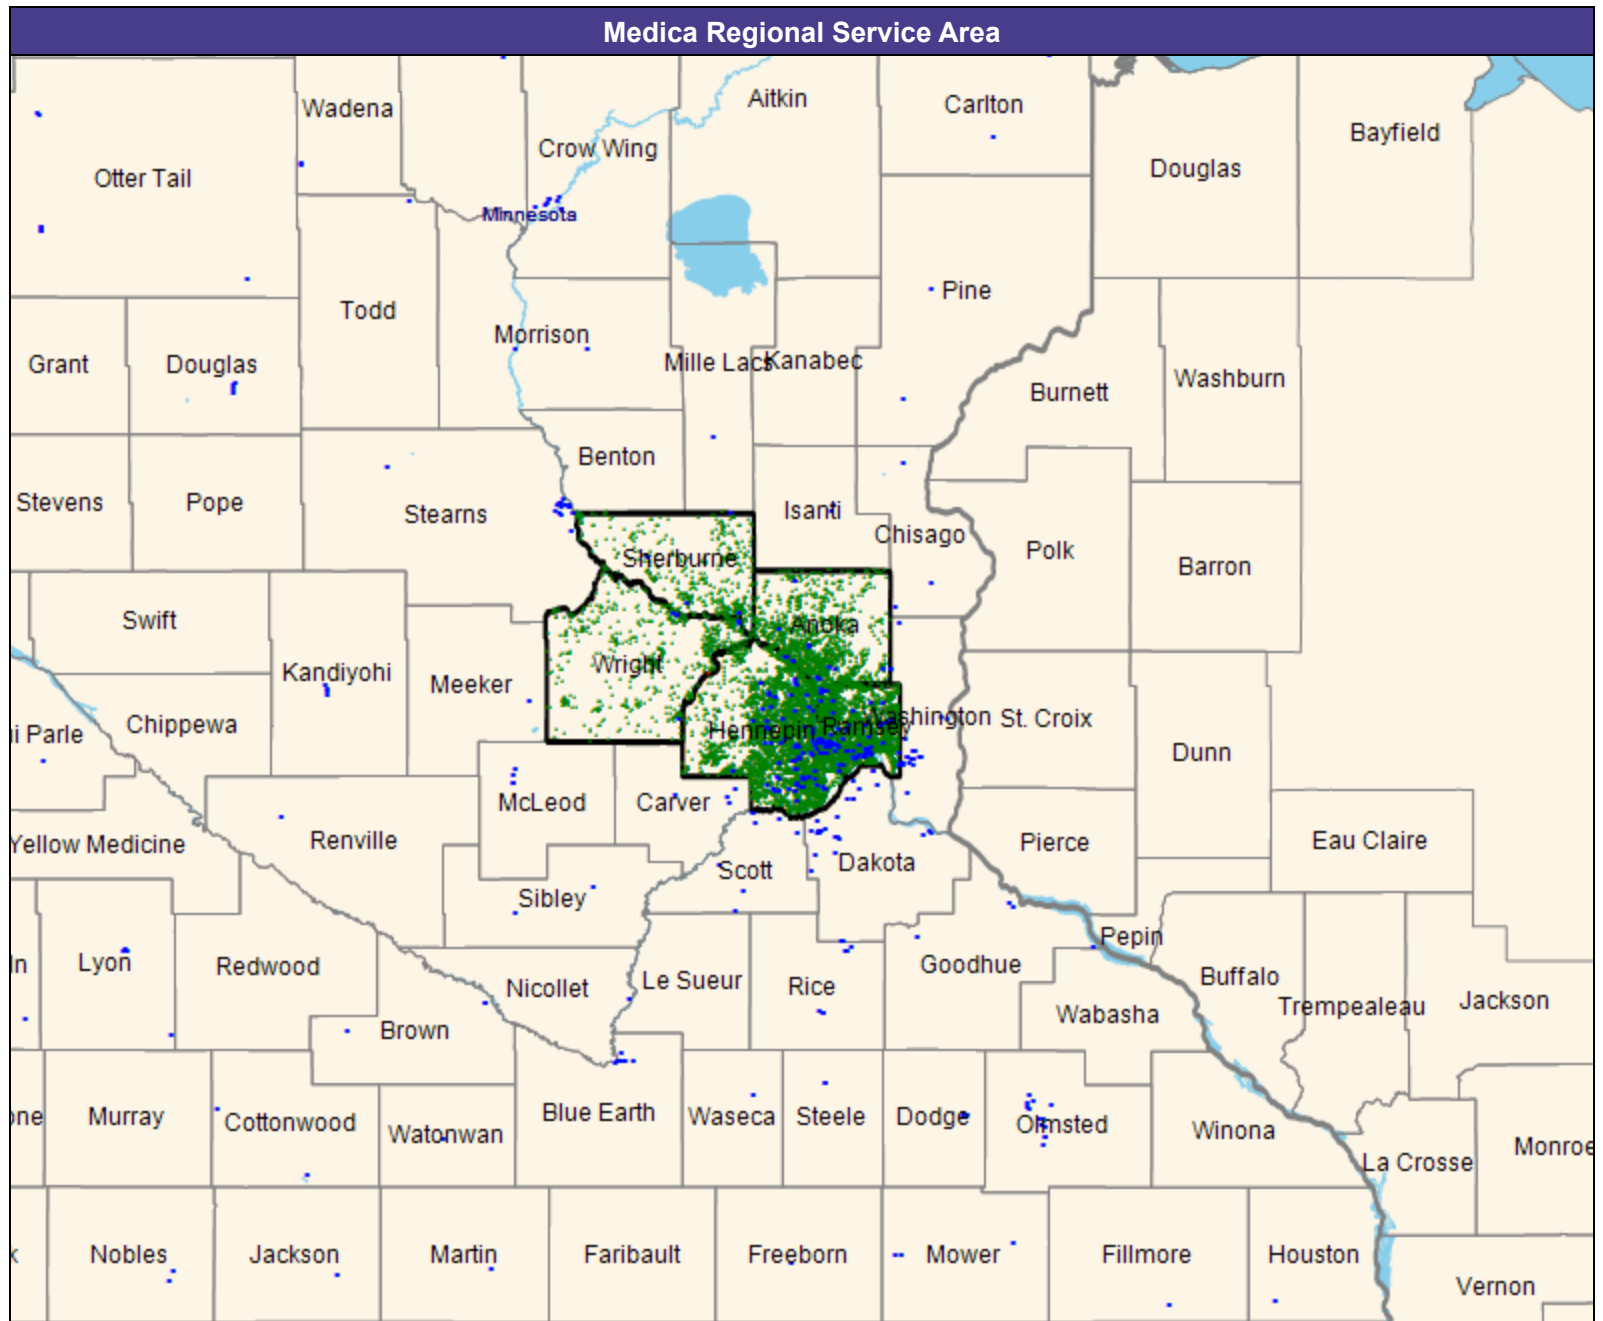 Medica Regional Service Area
Aitkin
Carlton
Wadena
Bayfield
Crow Wing
Douglas
Otter Tail
Minnesota
Pine
Todd
Morrison
Mille Lacs
Kanabec
Grant
Douglas
Washburn
Burnett
Benton
Stevens
Pope
Stearns
Isanti
Chisago
Polk
Barron
Sherburne
Swift
Anoka
Wright
Kandiyohi
Meeker
Chippewa
ui Parle
Hennepin
Ramsey
Washington
St. Croix
Dunn
McLeod
Carver
Renville
Yellow Medicine
Pierce
Eau Claire
Scott
Dakota
Sibley
Pepin
ln
Lyon
Redwood
Goodhue
Buffalo
Le Sueur
Rice
Nicollet
Trempealeau
Jackson
Wabasha
Brown
one
Murray
Cottonwood
Blue Earth
Waseca
Steele
Dodge
Olmsted
Watonwan
Winona
Monroe
La Crosse
k
Nobles
Jackson
Martin
Faribault
Freeborn
Mower
Fillmore
Houston
Vernon